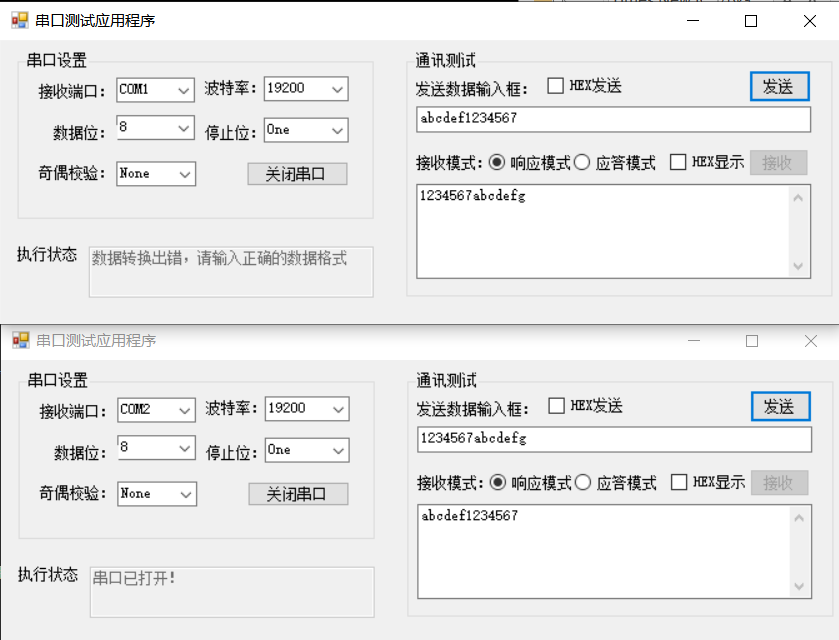 串口测试应用程序
串口设置
接收端口： COM1 波特率： 19200
数据位： 8 停止位： One
奇偶校验： None 关闭串口
执行状态 数据转换出错，请输入正确的数据格式
通讯测试
发送数据输入框： HEX发送 发送
abcdef1234567
接收模式： 响应模式 应答模式 HEX显示 接收
1234567abcdefg
串口测试应用程序
串口设置
接收端口： COM2 波特率： 19200
数据位： 8 停止位： One
奇偶校验： None 关闭串口
执行状态 串口已打开！
通讯测试
发送数据输入框： HEX发送 发送
1234567abcdefg
接收模式： 响应模式 应答模式 HEX显示 接收
abcdef1234567